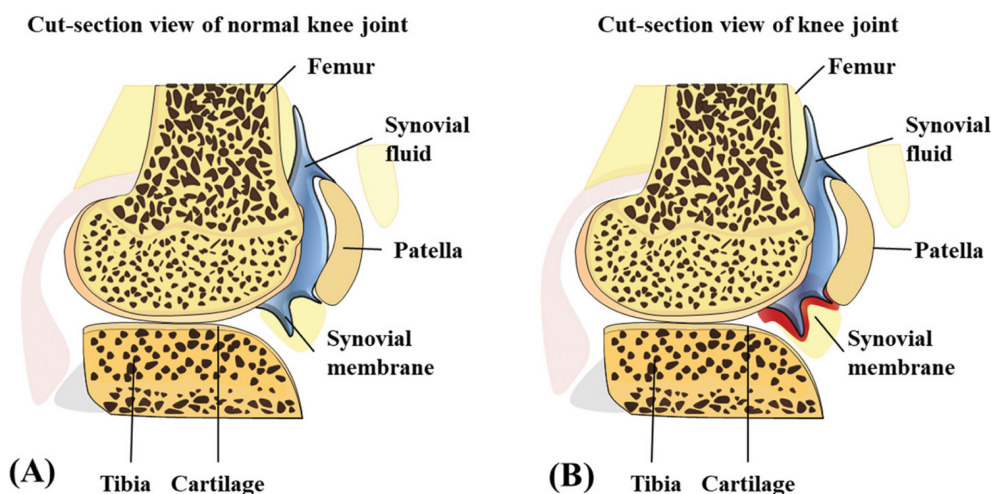 Cut-section view of normal knee joint
Femur
Synovial
fluid
Patella
Synovial
membrane
Tibia
Cartilage
(A)
Cut-section view of knee joint
Femur
Synovial
fluid
Patella
Synovial
membrane
Tibia
Cartilage
(B)